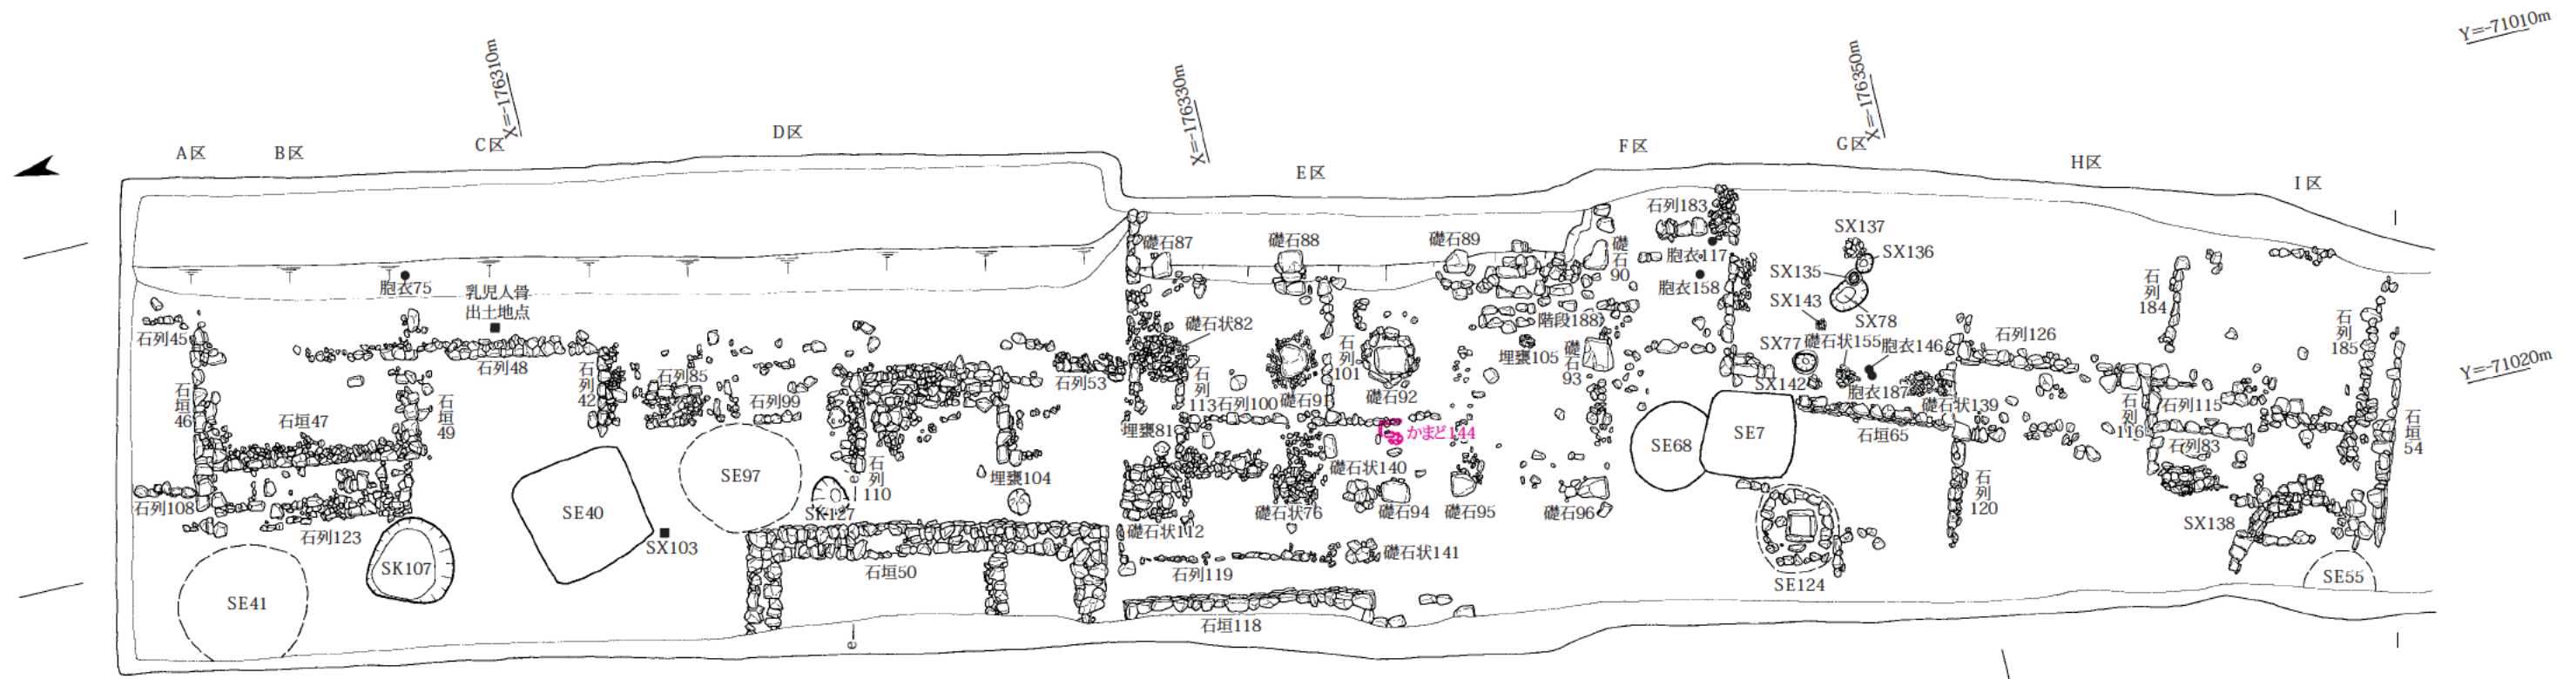 Y=-71010m
X=-176310m
X=-176330m
X=-176350m
A区
B区
C区
D区
E区
F区
G区
H区
I区
胞衣75
乳児人骨
出土地点
石列45
石垣46
石垣47
石垣49
石列48
石列42
石列85
石列99
石列53
石列108
石列123
SK107
SE41
SE40
SX103
SE97
SK127
石列110
埋甕104
石垣50
e
e'
礎石87
礎石88
礎石89
礎石90
礎石状82
石列113
石列100
石列101
礎石91
礎石92
礎石93
階段188
埋甕105
埋甕81
かまど144
礎石状140
礎石状76
礎石94
礎石95
礎石96
礎石状112
石列119
礎石状141
石垣118
石列183
胞衣117
胞衣158
SX137
SX136
SX135
SX143
SX78
SX77
礎石状155
胞衣146
SX142
胞衣187
礎石状139
石列126
SE68
SE7
石垣65
石列120
SE124
石列184
石列185
石列115
石列116
石列83
石垣54
SX138
SE55
Y=-71020m